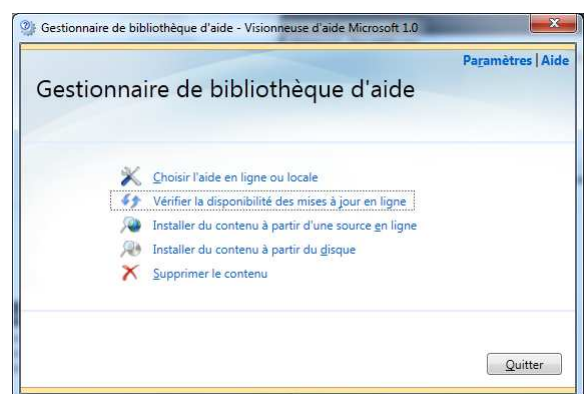 Gestionnaire de bibliothèque d'aide - Visionneuse d'aide Microsoft 1.0
Paramètres | Aide
Gestionnaire de bibliothèque d'aide
Choisir l'aide en ligne ou locale
Vérifier la disponibilité des mises à jour en ligne
Installer du contenu à partir d'une source en ligne
Installer du contenu à partir du disque
Supprimer le contenu
Quitter